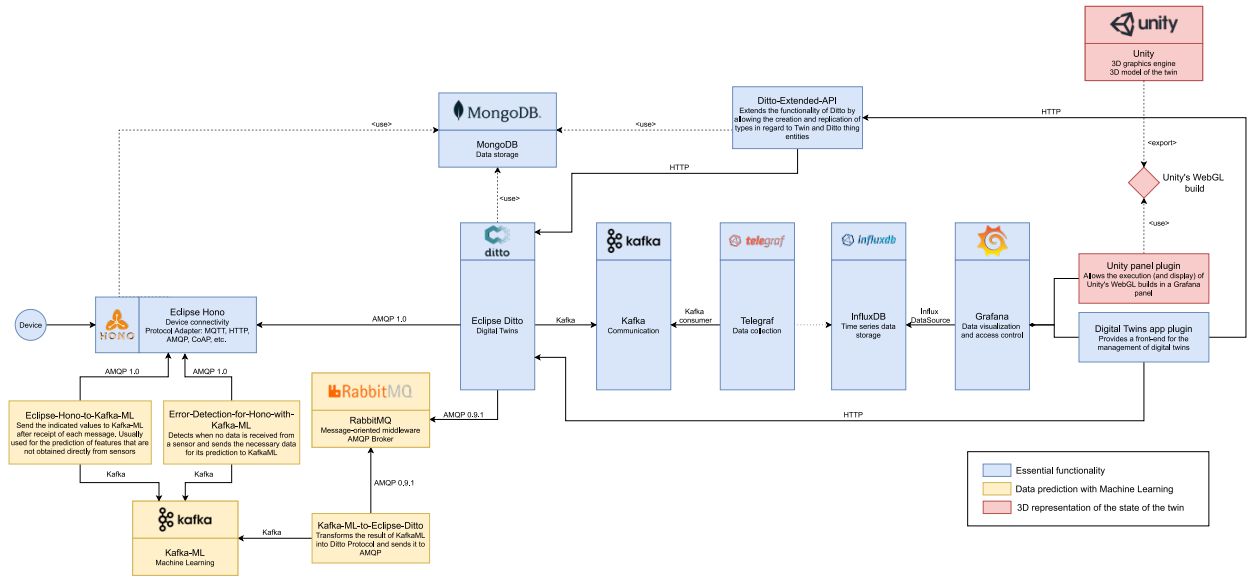 unity
Unity
3D graphics engine
3D model of the twin
MongoDB.
MongoDB
Data storage
Ditto-Extended-API
Extends the functionality of Ditto by
allowing the creation and replication of
types in regard to Twin and Ditto thing
entities
<use>
<use>
HTTP
HTTP
<export>
Unity's WebGL
build
<use>
<use>
ditto
Eclipse Ditto
Digital Twins
kafka
Kafka
Communication
telegraf
Telegraf
Data collection
influxdb
InfluxDB
Time series data
storage
Grafana
Data visualization
and access control
Unity panel plugin
Allows the execution (and display) of
Unity's WebGL builds in a Grafana
panel
Digital Twins app plugin
Provides a front-end for the
management of digital twins
Device
HONO
Eclipse Hono
Device connectivity
Protocol Adapter: MQTT, HTTP,
AMQP, CoAP, etc.
AMQP 1.0
Kafka
Kafka
consumer
Influx
DataSource
AMQP 1.0
AMQP 1.0
RabbitMQ
RabbitMQ
Message-oriented middleware
AMQP Broker
AMQP 0.9.1
HTTP
Eclipse-Hono-to-Kafka-ML
Send the indicated values to Kafka-ML
after receipt of each message. Usually
used for the prediction of features that are
not obtained directly from sensors
Error-Detection-for-Hono-with-
Kafka-ML
Detects when no data is received from
a sensor and sends the necessary data
for its prediction to KafkaML
Kafka
Kafka
AMQP 0.9.1
kafka
Kafka-ML
Machine Learning
Kafka
Kafka-ML-to-Eclipse-Ditto
Transforms the result of KafkaML
into Ditto Protocol and sends it to
AMQP
Essential functionality
Data prediction with Machine Learning
3D representation of the state of the twin